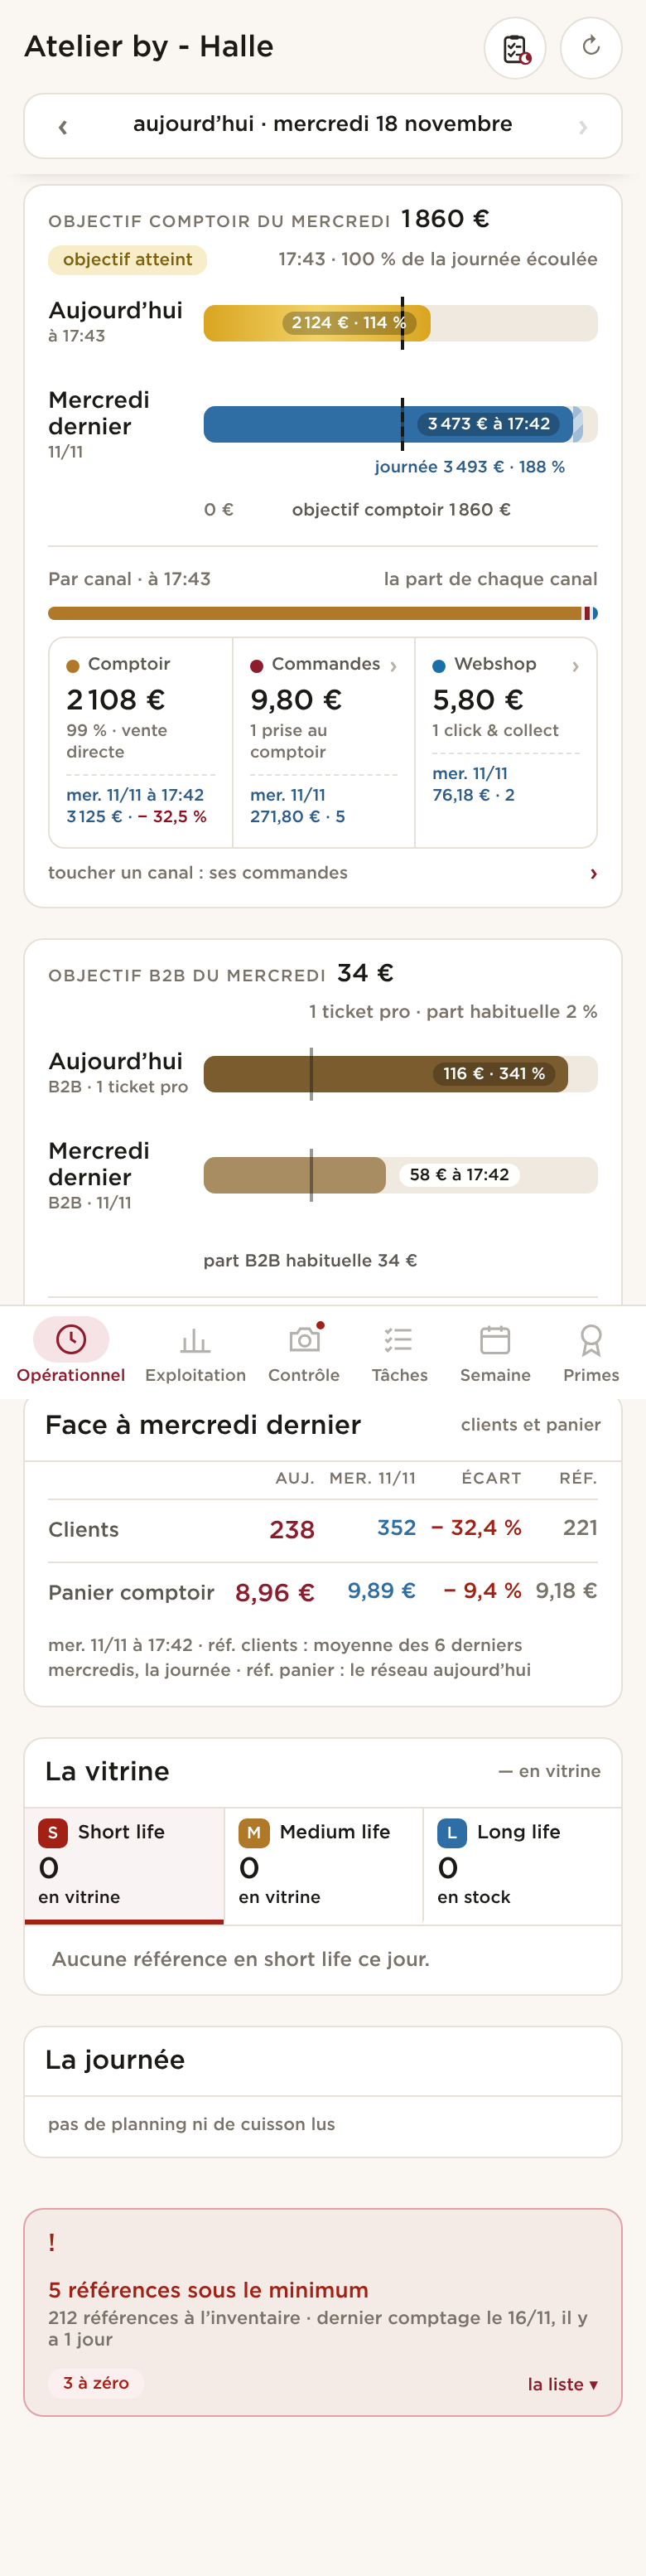 Atelier by - Halle
‹ aujourd’hui · mercredi 18 novembre ›
OBJECTIF COMPTOIR DU MERCREDI 1 860 €
objectif atteint 17:43 · 100 % de la journée écoulée
Aujourd’hui
à 17:43
2 124 € · 114 %
Mercredi
dernier
11/11
3 473 € à 17:42
journée 3 493 € · 188 %
0 € objectif comptoir 1 860 €
Par canal · à 17:43 la part de chaque canal
Comptoir
2 108 €
99 % · vente
directe
mer. 11/11 à 17:42
3 125 € · − 32,5 %
Commandes ›
9,80 €
1 prise au
comptoir
mer. 11/11
271,80 € · 5
Webshop ›
5,80 €
1 click & collect
mer. 11/11
76,18 € · 2
toucher un canal : ses commandes ›
OBJECTIF B2B DU MERCREDI 34 €
1 ticket pro · part habituelle 2 %
Aujourd’hui
B2B · 1 ticket pro
116 € · 341 %
Mercredi
dernier
B2B · 11/11
58 € à 17:42
part B2B habituelle 34 €
Opérationnel Exploitation Contrôle Tâches Semaine Primes
Face à mercredi dernier clients et panier
AUJ. MER. 11/11 ÉCART RÉF.
Clients 238 352 − 32,4 % 221
Panier comptoir 8,96 € 9,89 € − 9,4 % 9,18 €
mer. 11/11 à 17:42 · réf. clients : moyenne des 6 derniers
mercredis, la journée · réf. panier : le réseau aujourd’hui
La vitrine — en vitrine
S Short life
0
en vitrine
M Medium life
0
en vitrine
L Long life
0
en stock
Aucune référence en short life ce jour.
La journée
pas de planning ni de cuisson lus
!
5 références sous le minimum
212 références à l’inventaire · dernier comptage le 16/11, il y
a 1 jour
3 à zéro la liste ▾